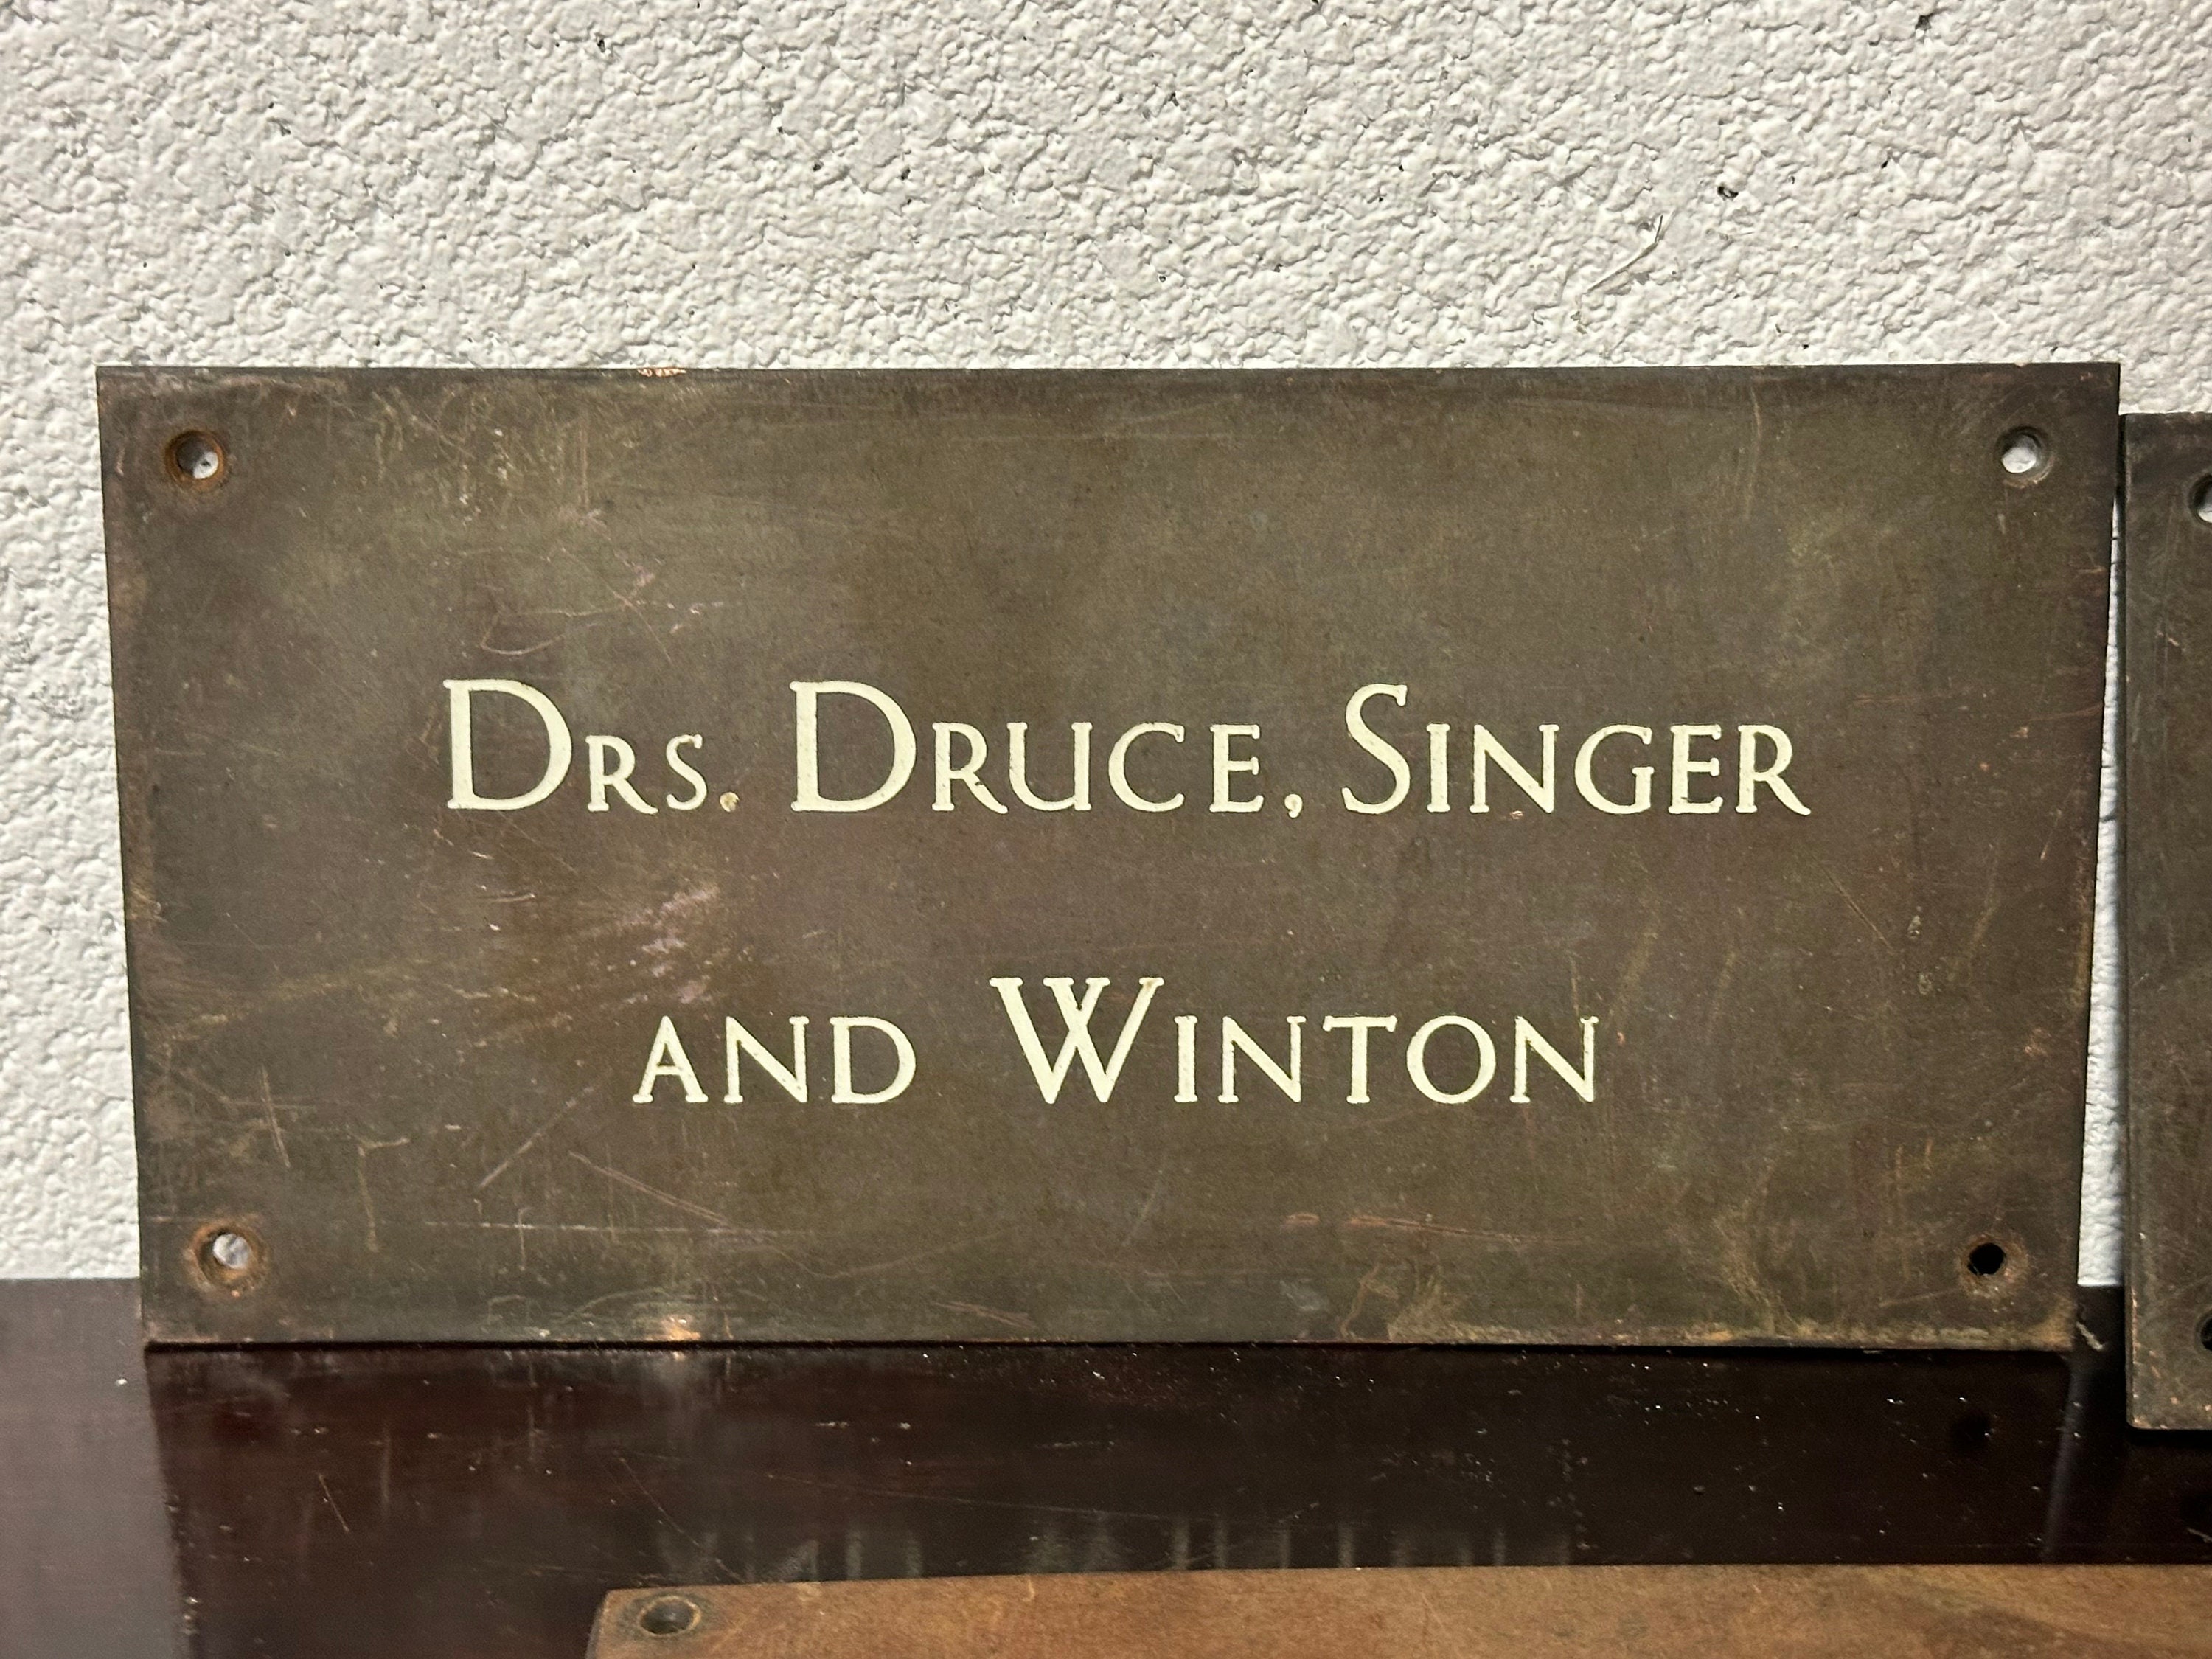 Drs. Druce, Singer
and Winton